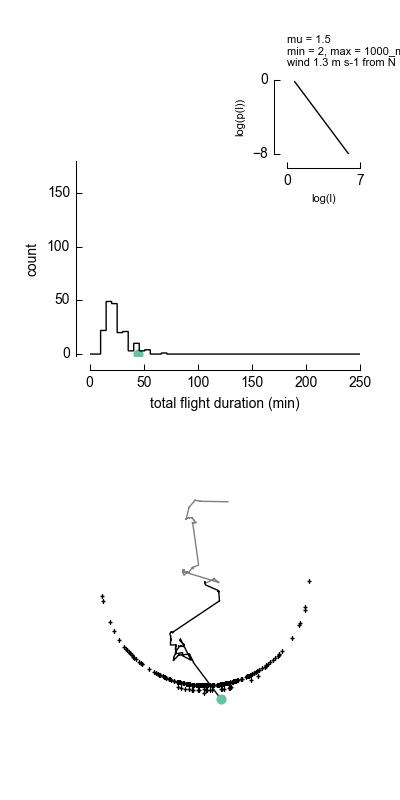 mu = 1.5
min = 2, max = 1000_m
wind 1.3 m s-1 from N
0
log(p(l))
−8
0 7
log(l)
150
100
50
0
count
0 50 100 150 200 250
total flight duration (min)